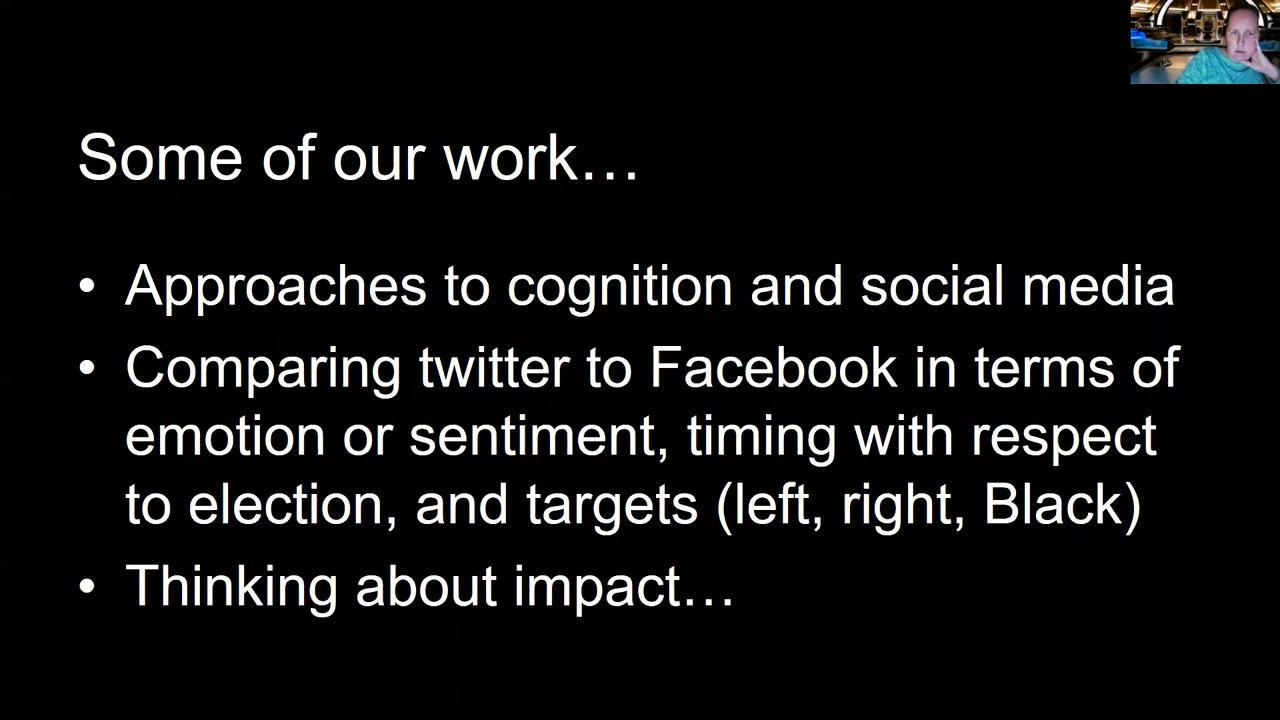 Some of our work…
• Approaches to cognition and social media
• Comparing twitter to Facebook in terms of
emotion or sentiment, timing with respect
to election, and targets (left, right, Black)
• Thinking about impact…